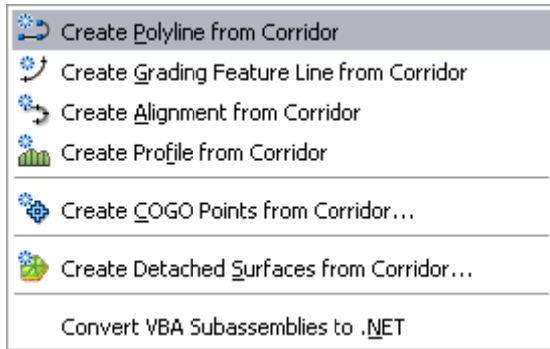 Create Polyline from Corridor
Create Grading Feature Line from Corridor
Create Alignment from Corridor
Create Profile from Corridor
Create COGO Points from Corridor...
Create Detached Surfaces from Corridor...
Convert VBA Subassemblies to .NET